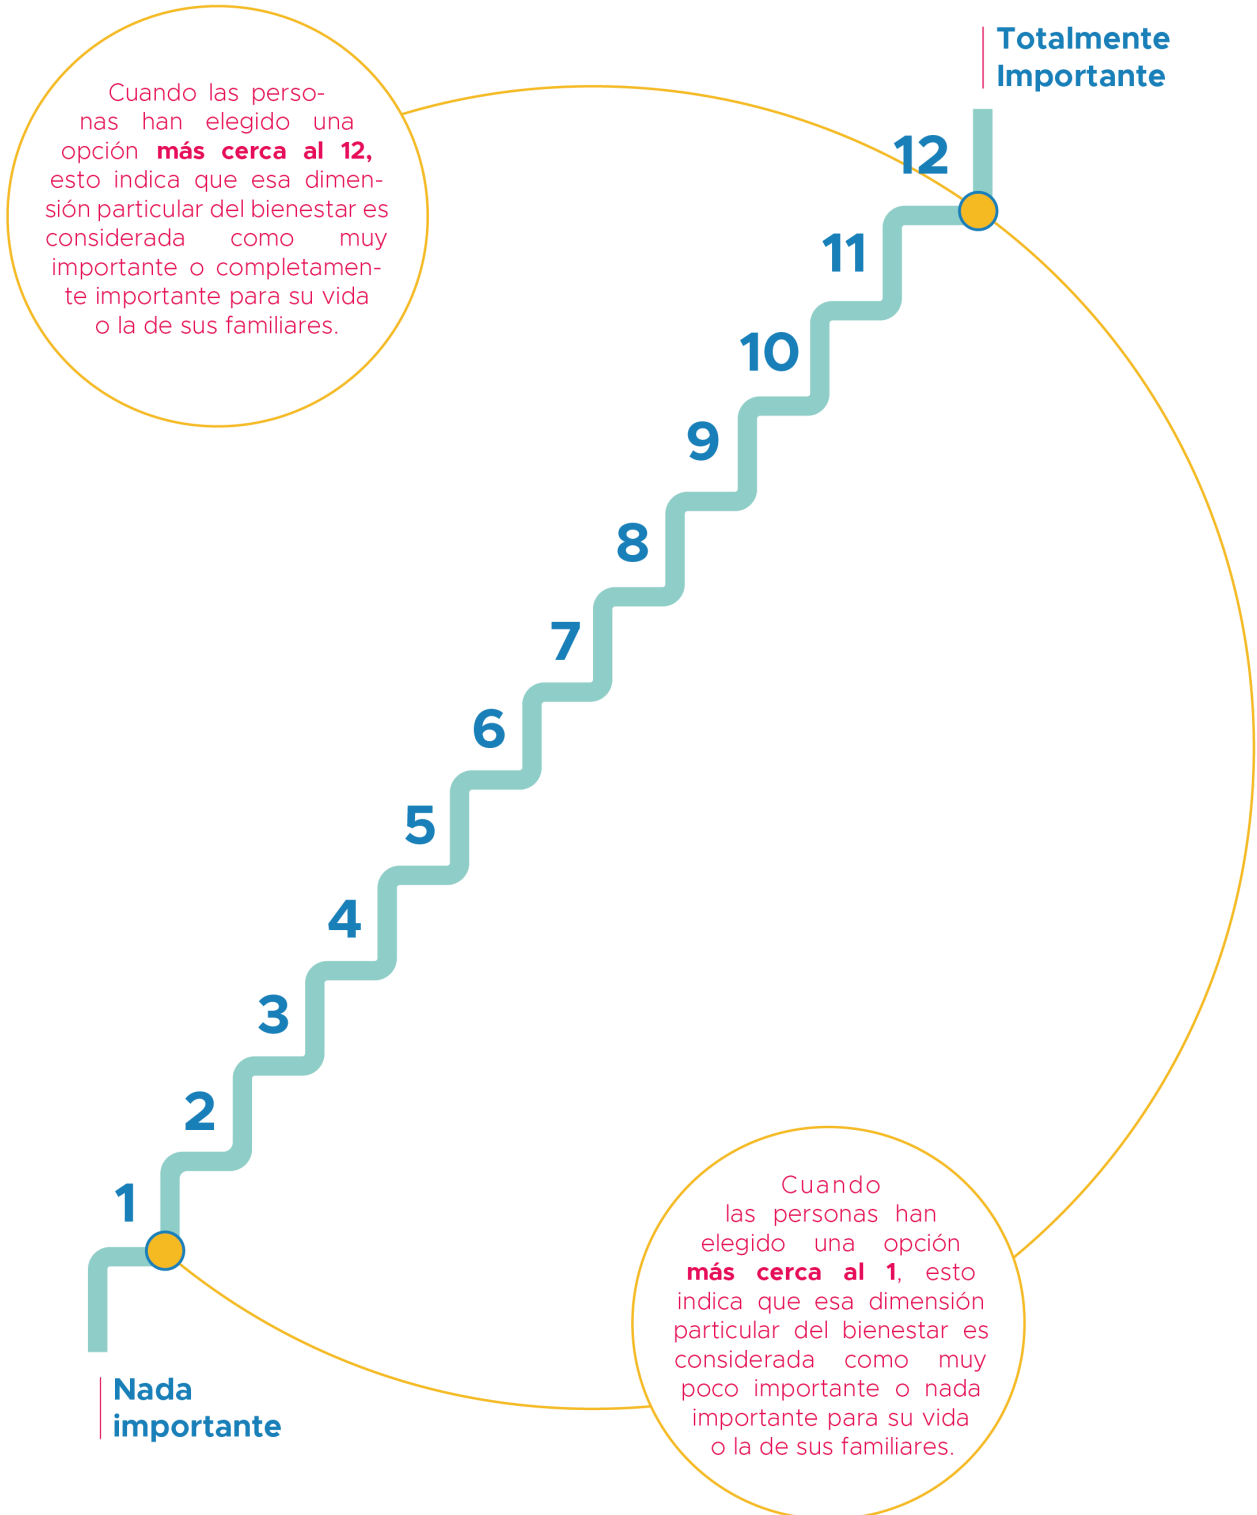 Totalmente
Importante
Cuando las perso-
nas han elegido una
opción más cerca al 12,
esto indica que esa dimen-
sión particular del bienestar es
considerada como muy
importante o completamen-
te importante para su vida
o la de sus familiares.
12
11
10
9
8
7
6
5
4
3
2
1
Cuando
las personas han
elegido una opción
más cerca al 1, esto
indica que esa dimensión
particular del bienestar es
considerada como muy
poco importante o nada
importante para su vida
o la de sus familiares.
Nada
importante